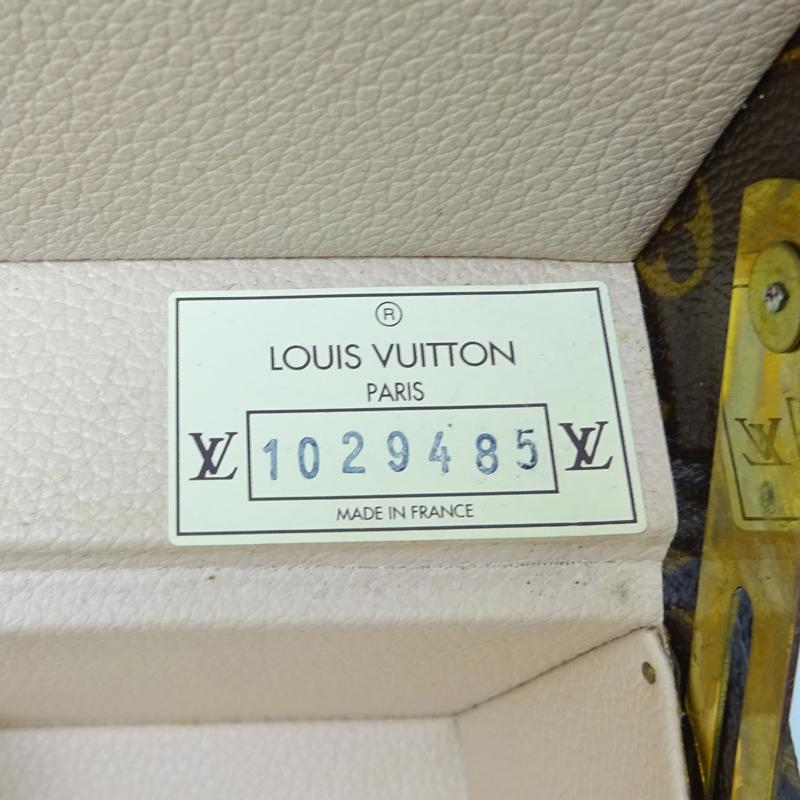 ®
LOUIS VUITTON
PARIS
LV 1029485 LV
MADE IN FRANCE